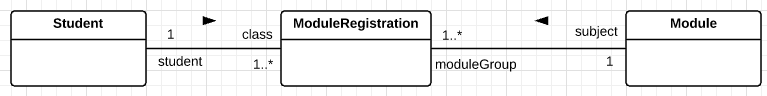 Student
ModuleRegistration
Module
1
class
1..*
subject
student
1..*
moduleGroup
1